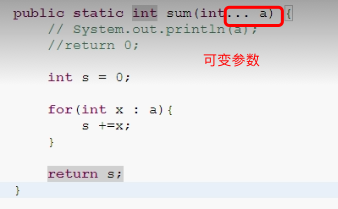 public static int sum(int... a) {
// System.out.println(a);
//return 0;
可变参数
int s = 0;
for(int x : a){
s +=x;
}
return s;
}